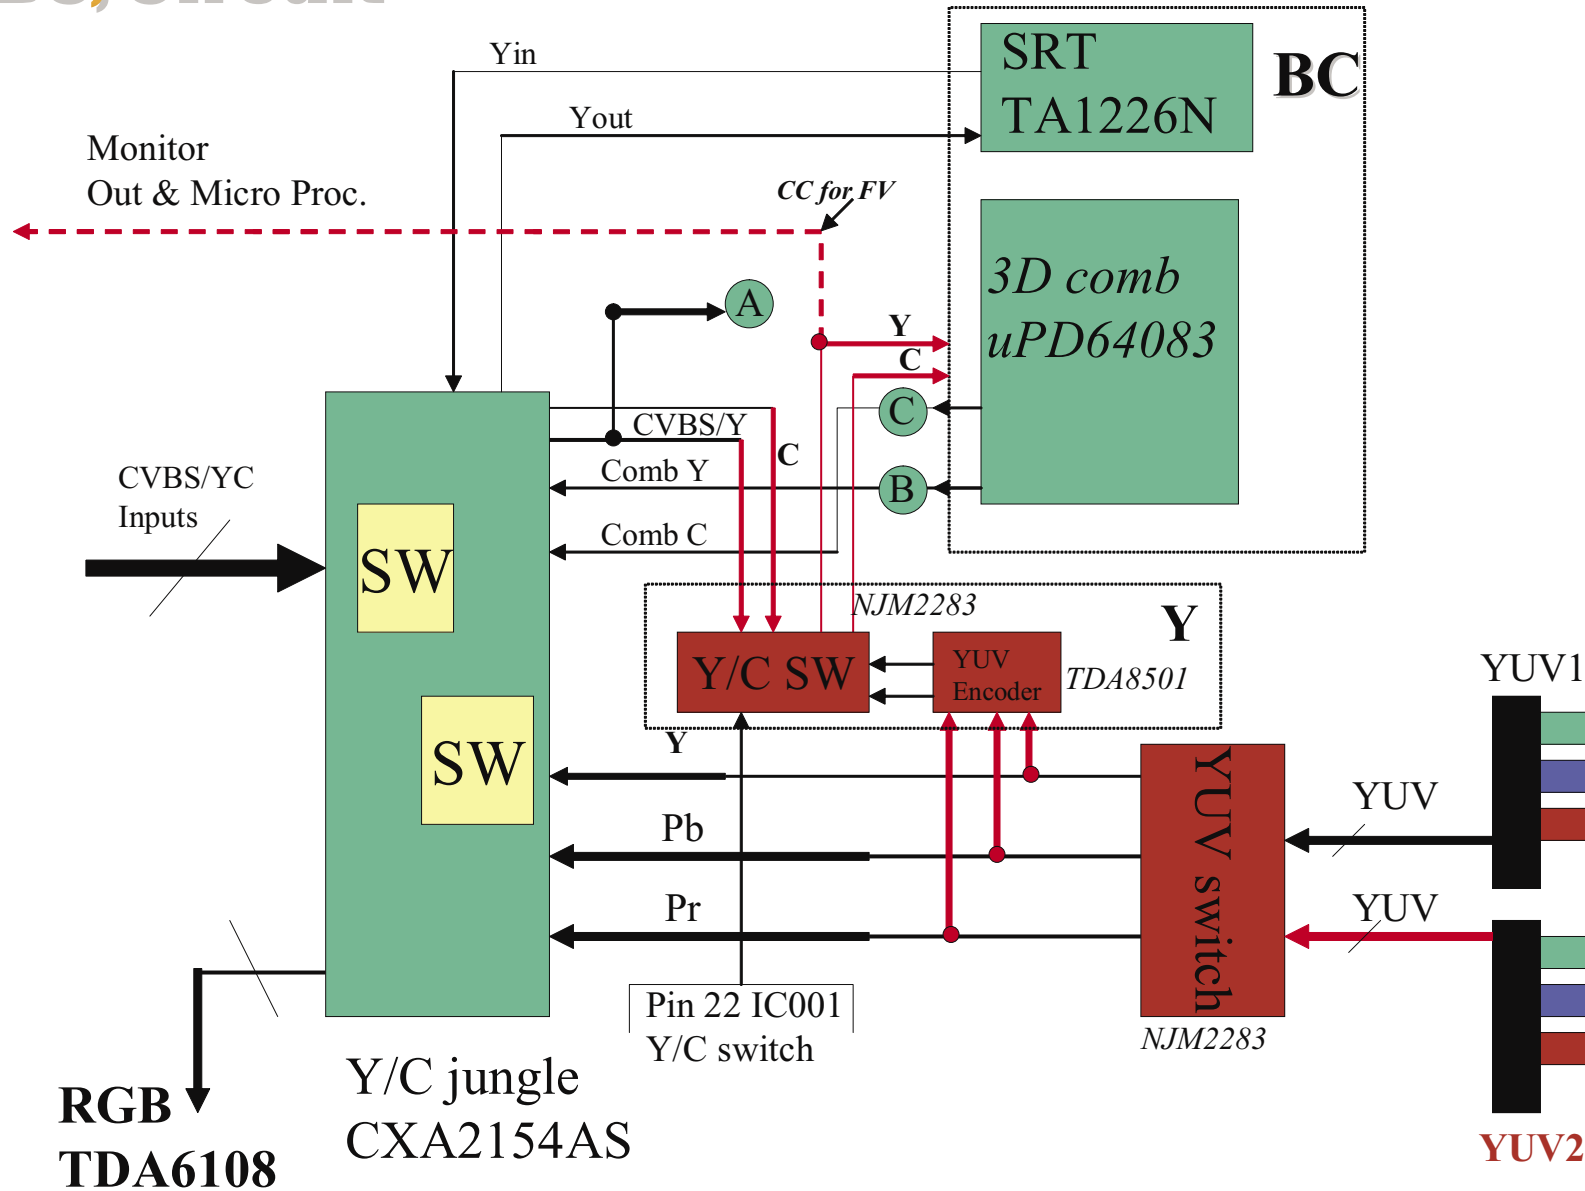 Yin
SRT
TA1226N
BC
Yout
Monitor
Out & Micro Proc.
CC for FV
3D comb
uPD64083
A
Y
C
C
CVBS/Y
C
Comb Y
B
CVBS/YC
Inputs
Comb C
SW
NJM2283
Y
Y/C SW
YUV
Encoder
TDA8501
YUV1
Y
SW
YUV switch
YUV
Pb
Pr
YUV
Pin 22 IC001
Y/C switch
NJM2283
Y/C jungle
CXA2154AS
RGB
TDA6108
YUV2